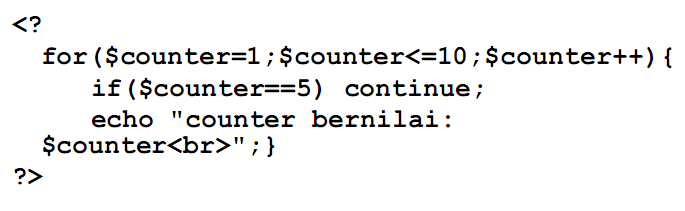 <?
for($counter=1;$counter<=10;$counter++){
if($counter==5) continue;
echo "counter bernilai:
$counter<br>";}
?>